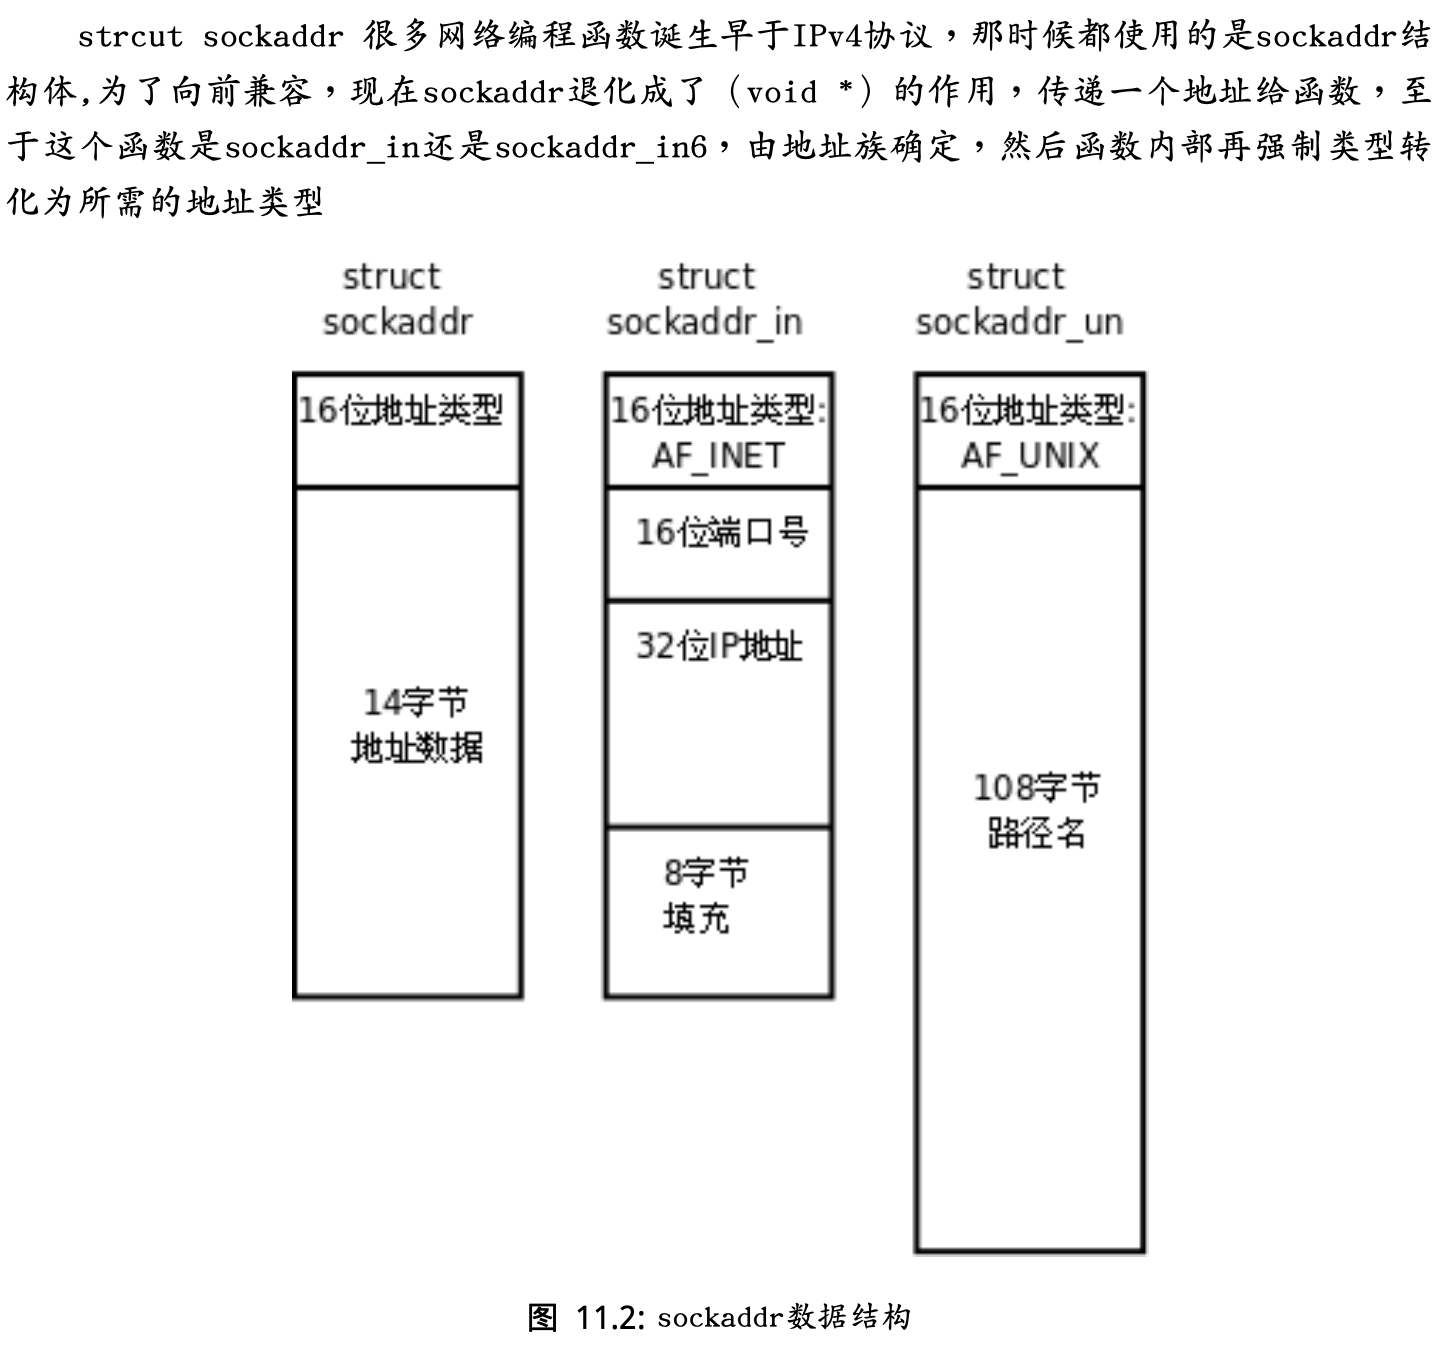 strcut sockaddr 很多网络编程函数诞生早于IPv4协议，那时候都使用的是sockaddr结
构体,为了向前兼容，现在sockaddr退化成了（void *）的作用，传递一个地址给函数，至
于这个函数是sockaddr_in还是sockaddr_in6，由地址族确定，然后函数内部再强制类型转
化为所需的地址类型
struct
sockaddr
16位地址类型
14字节
地址数据
struct
sockaddr_in
16位地址类型:
AF_INET
16位端口号
32位IP地址
8字节
填充
struct
sockaddr_un
16位地址类型:
AF_UNIX
108字节
路径名
图 11.2: sockaddr数据结构